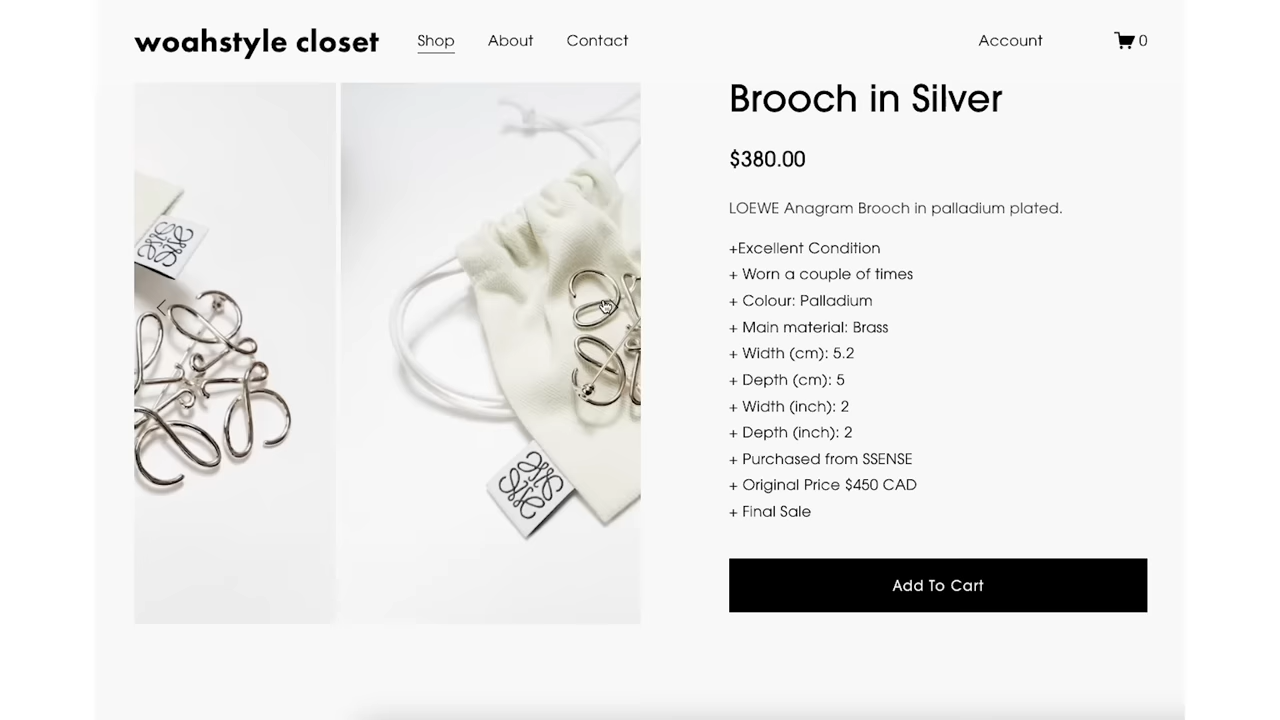 woahstyle closet
Shop
About
Contact
Account
0
Brooch in Silver
$380.00
LOEWE Anagram Brooch in palladium plated.
+Excellent Condition
+ Worn a couple of times
+ Colour: Palladium
+ Main material: Brass
+ Width (cm): 5.2
+ Depth (cm): 5
+ Width (inch): 2
+ Depth (inch): 2
+ Purchased from SSENSE
+ Original Price $450 CAD
+ Final Sale
Add To Cart